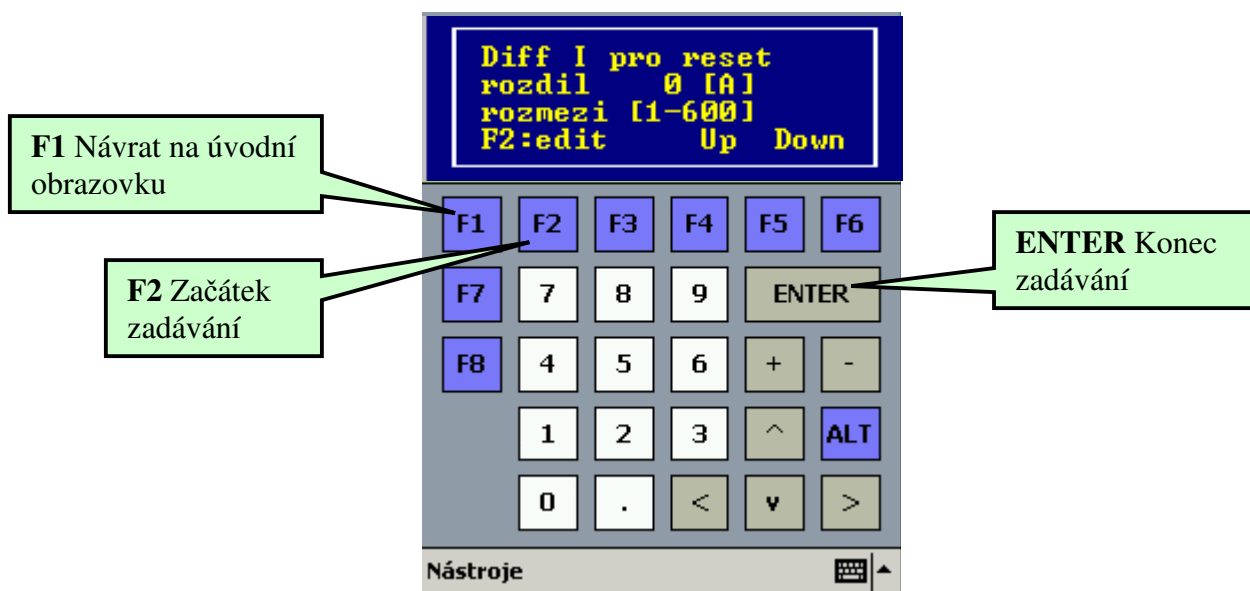 Diff I pro reset
rozdil 0 [A]
rozmezi [1-600]
F2:edit Up Down
F1 Návrat na úvodní
obrazovku
F1 F2 F3 F4 F5 F6
ENTER Konec
zadávání
F2 Začátek
zadávání
F7 7 8 9 ENTER
F8 4 5 6 + -
1 2 3 ^ ALT
0 . < v >
Nástroje